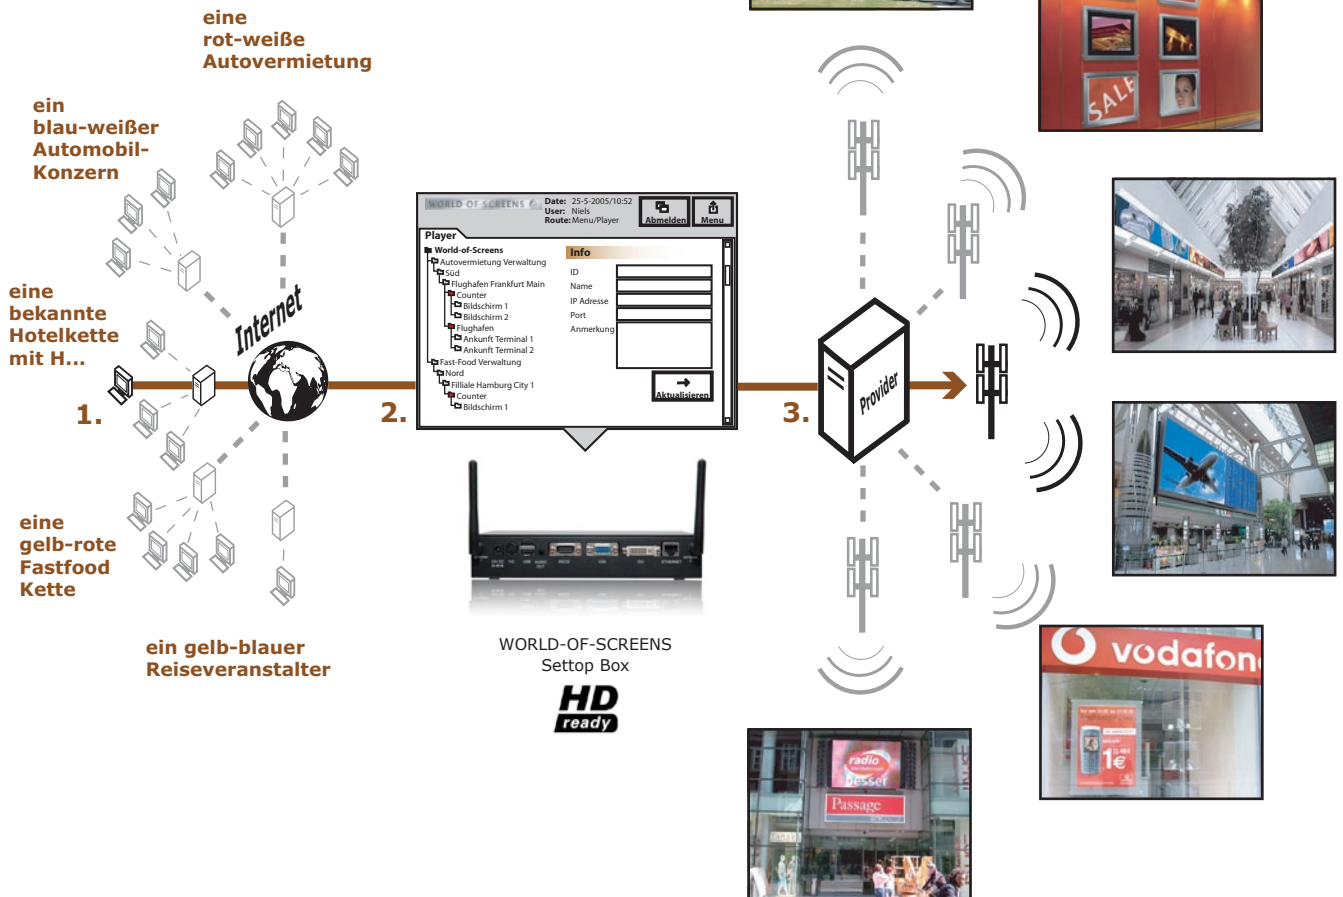 eine
rot-weiße
Autovermietung
ein
blau-weißer
Automobil-
Konzern
eine
bekannte
Hotelkette
mit H...
1.
Internet
eine
gelb-rote
Fastfood
Kette
ein gelb-blauer
Reiseveranstalter
2.
WORLD OF SCREENS
Date: 25-5-2005/10:52
User: Niels
Route: Menu/Player
Abmelden
Menu
Player
World-of-Screens
Autovermietung Verwaltung
Süd
Flughafen Frankfurt Main
Counter
Bildschirm 1
Bildschirm 2
Flughafen
Ankunft Terminal 1
Ankunft Terminal 2
Fast-Food Verwaltung
Nord
Filliale Hamburg City 1
Counter
Bildschirm 1
Info
ID
Name
IP Adresse
Port
Anmerkung
Aktualisieren
USB
VGA
DVI
ETHERNET
WORLD-OF-SCREENS
Settop Box
HD
ready
3.
Provider
SALE
vodafon
1€
radio
Passage